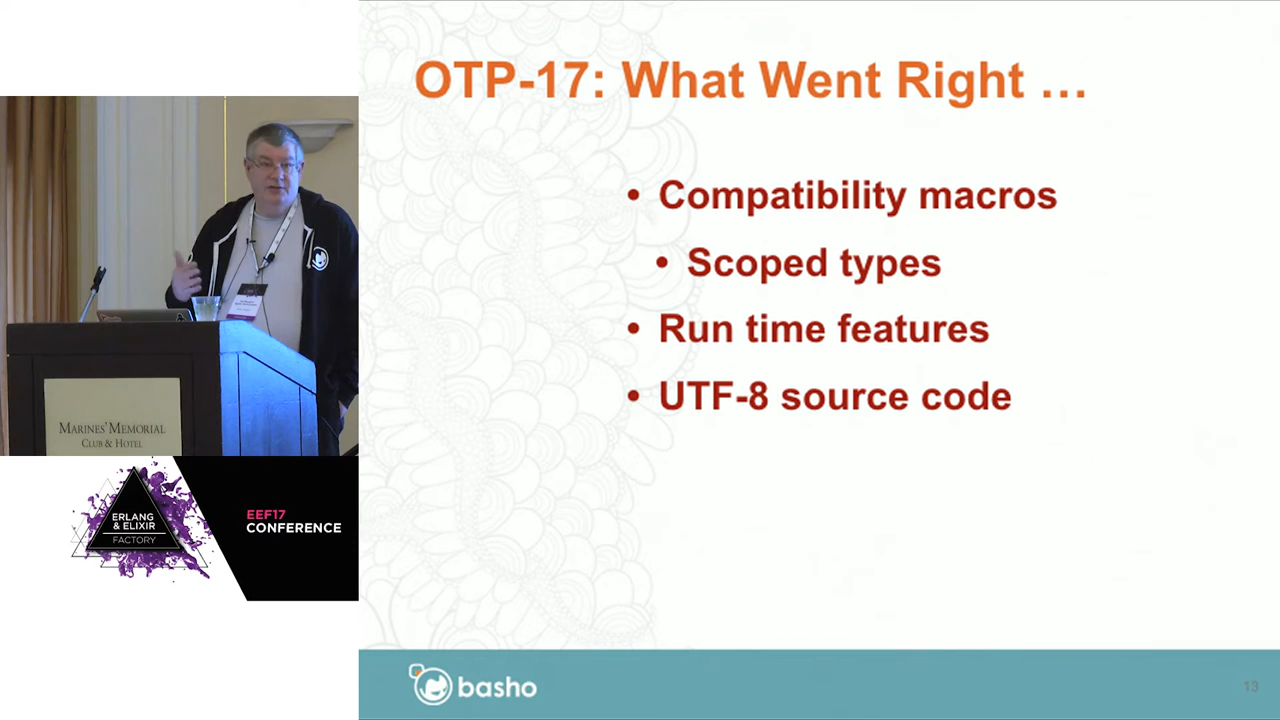 OTP-17: What Went Right …
• Compatibility macros
• Scoped types
• Run time features
• UTF-8 source code
MARINES' MEMORIAL
CLUB & HOTEL
ERLANG
& ELIXIR
FACTORY
EEF17
CONFERENCE
basho
13